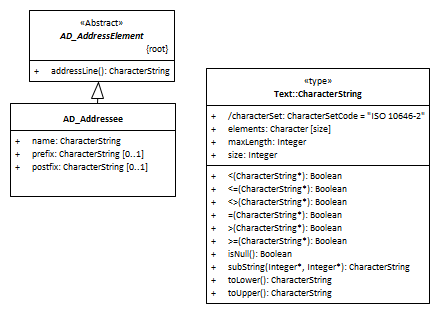 «Abstract»
AD_AddressElement
{root}
+ addressLine(): CharacterString
AD_Addressee
+ name: CharacterString
+ prefix: CharacterString [0..1]
+ postfix: CharacterString [0..1]
«type»
Text::CharacterString
+ /characterSet: CharacterSetCode = "ISO 10646-2"
+ elements: Character [size]
+ maxLength: Integer
+ size: Integer
+ <(CharacterString*): Boolean
+ <=(CharacterString*): Boolean
+ <>(CharacterString*): Boolean
+ =(CharacterString*): Boolean
+ >(CharacterString*): Boolean
+ >=(CharacterString*): Boolean
+ isNull(): Boolean
+ subString(Integer*, Integer*): CharacterString
+ toLower(): CharacterString
+ toUpper(): CharacterString